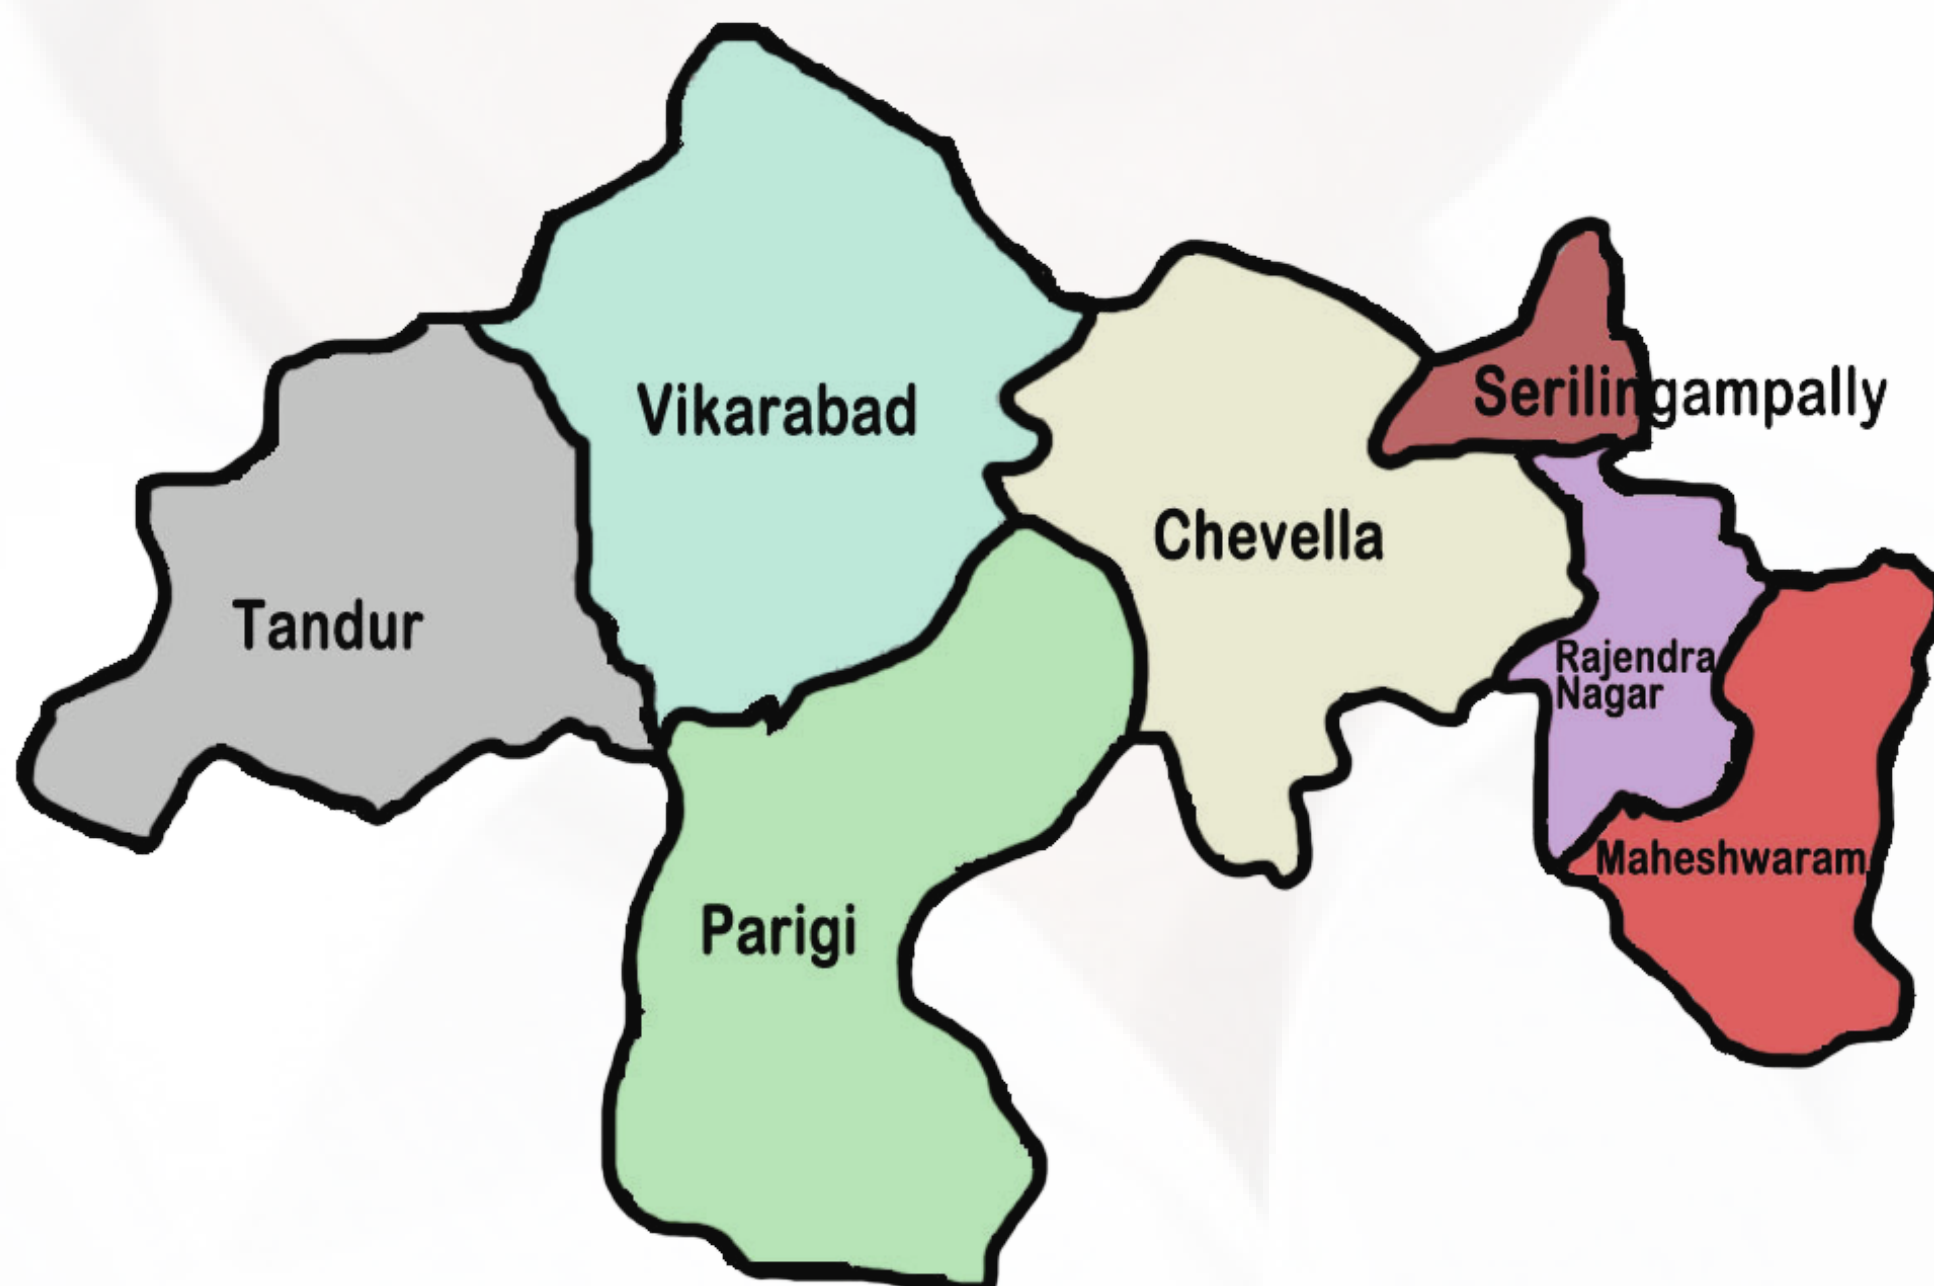 Serilingampally
Vikarabad
Chevella
Tandur
Rajendra
Nagar
Maheshwaram
Parigi